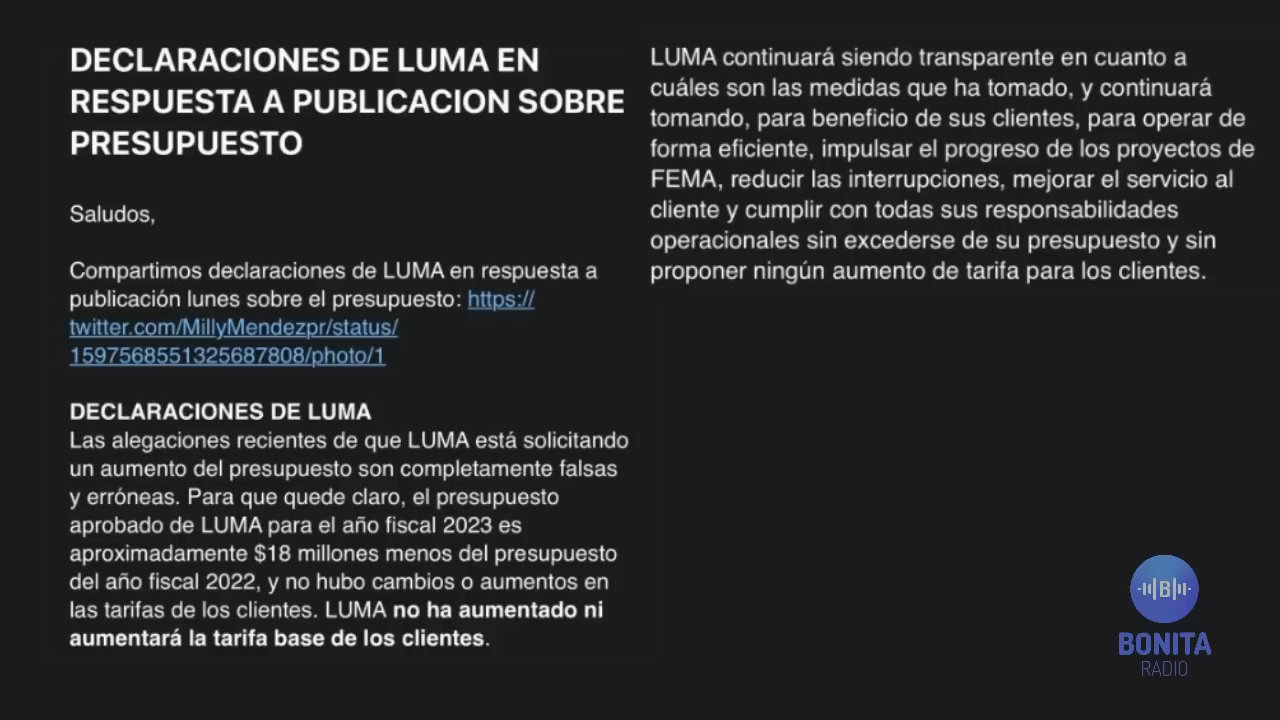 DECLARACIONES DE LUMA EN
RESPUESTA A PUBLICACION SOBRE
PRESUPUESTO
Saludos,
Compartimos declaraciones de LUMA en respuesta a
publicación lunes sobre el presupuesto: https://
twitter.com/MillyMendezpr/status/
1597568551325687808/photo/1
DECLARACIONES DE LUMA
Las alegaciones recientes de que LUMA está solicitando
un aumento del presupuesto son completamente falsas
y erróneas. Para que quede claro, el presupuesto
aprobado de LUMA para el año fiscal 2023 es
aproximadamente $18 millones menos del presupuesto
del año fiscal 2022, y no hubo cambios o aumentos en
las tarifas de los clientes. LUMA no ha aumentado ni
aumentará la tarifa base de los clientes.
LUMA continuará siendo transparente en cuanto a
cuáles son las medidas que ha tomado, y continuará
tomando, para beneficio de sus clientes, para operar de
forma eficiente, impulsar el progreso de los proyectos de
FEMA, reducir las interrupciones, mejorar el servicio al
cliente y cumplir con todas sus responsabilidades
operacionales sin excederse de su presupuesto y sin
proponer ningún aumento de tarifa para los clientes.
B
BONITA
RADIO